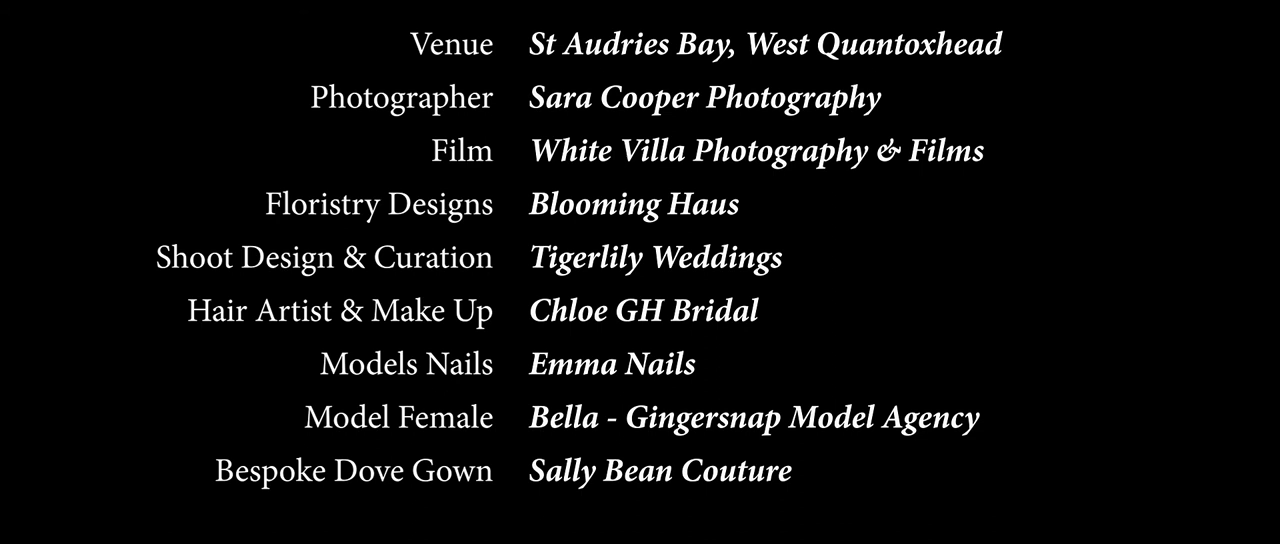 Venue St Audries Bay, West Quantoxhead
Photographer Sara Cooper Photography
Film White Villa Photography & Films
Floristry Designs Blooming Haus
Shoot Design & Curation Tigerlily Weddings
Hair Artist & Make Up Chloe GH Bridal
Models Nails Emma Nails
Model Female Bella - Gingersnap Model Agency
Bespoke Dove Gown Sally Bean Couture